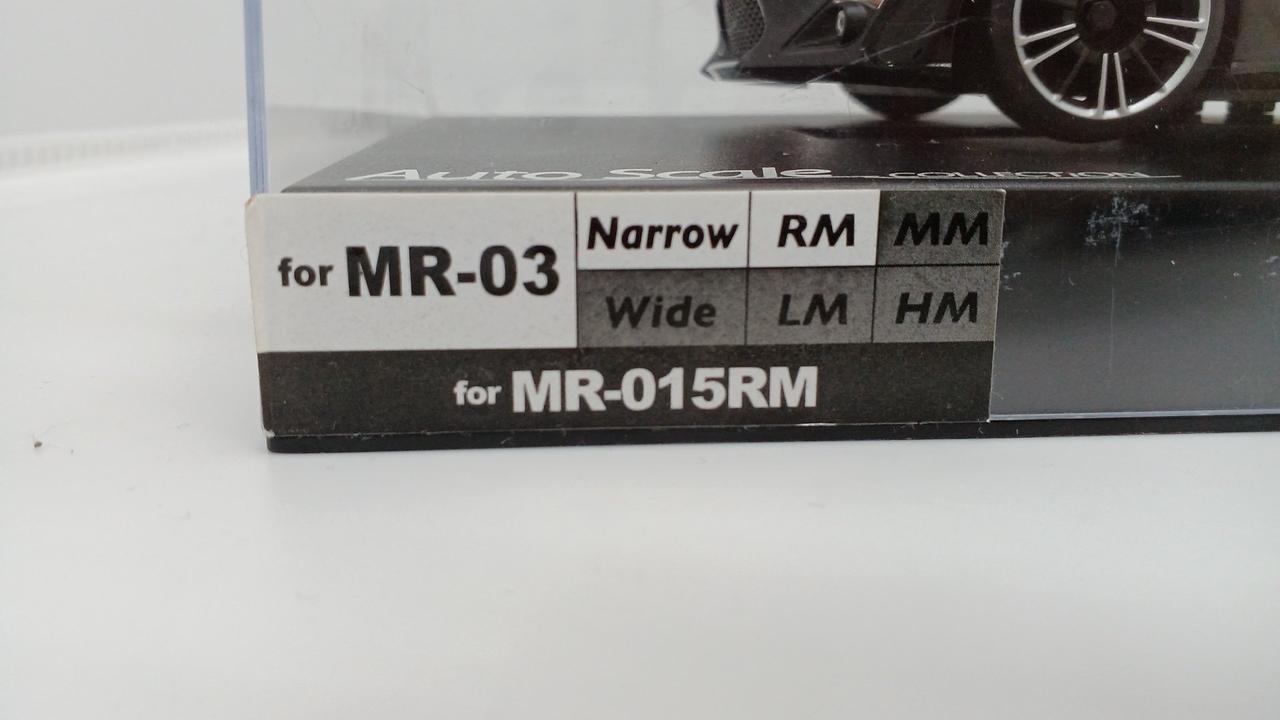 Auto Scale COLLECTION
for MR-03
Narrow RM MM
Wide LM HM
for MR-015RM